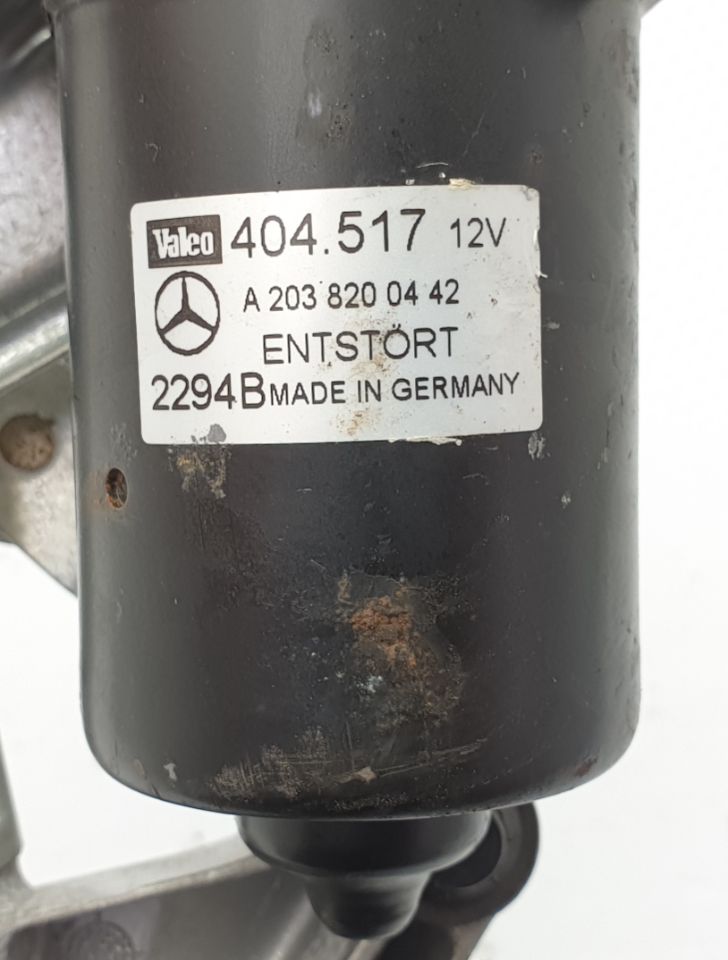 Valeo 404.517 12V
A 203 820 04 42
ENTSTÖRT
2294B MADE IN GERMANY